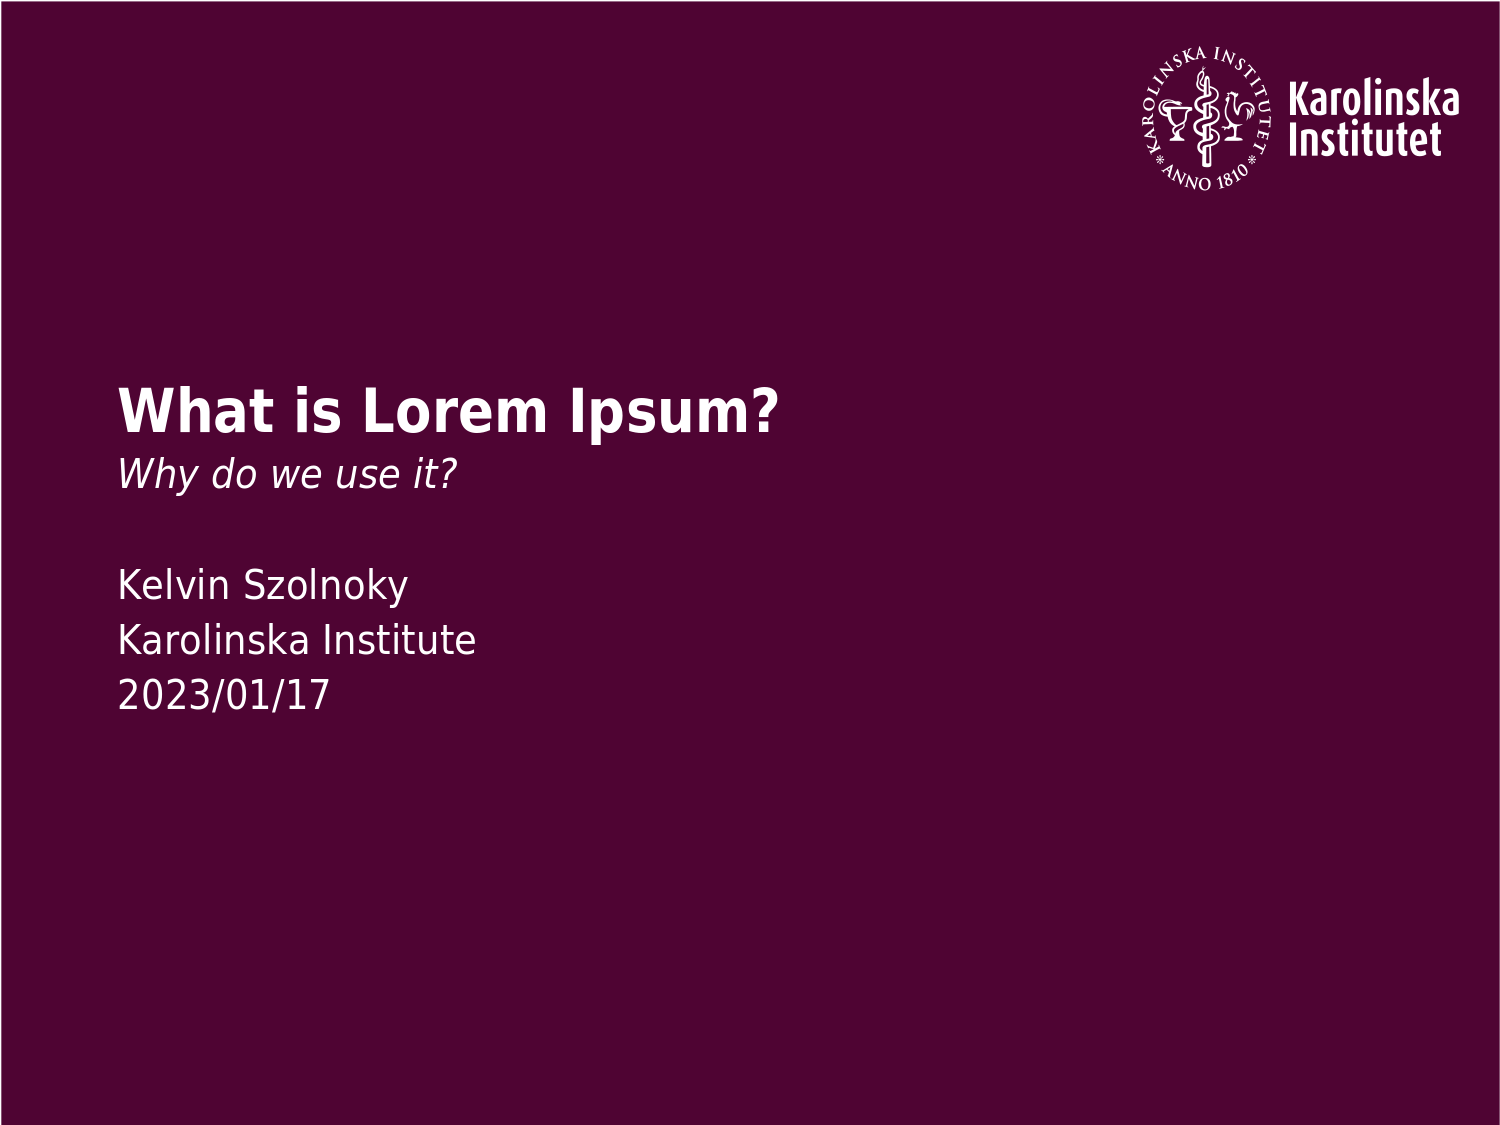 KAROLINSKA INSTITUTET
* ANNO 1810 *
Karolinska
Institutet
What is Lorem Ipsum?
Why do we use it?
Kelvin Szolnoky
Karolinska Institute
2023/01/17